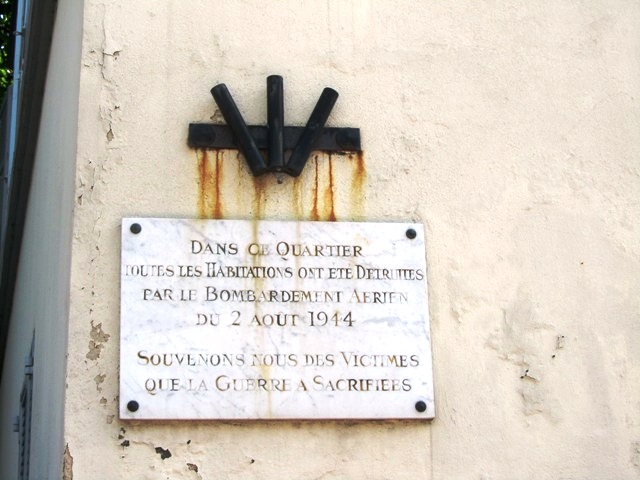 DANS CE QUARTIER
TOUTES LES HABITATIONS ONT ÉTÉ DÉTRUITES
PAR LE BOMBARDEMENT AÉRIEN
DU 2 AOUT 1944
SOUVENONS NOUS DES VICTIMES
QUE LA GUERRE A SACRIFIÉES